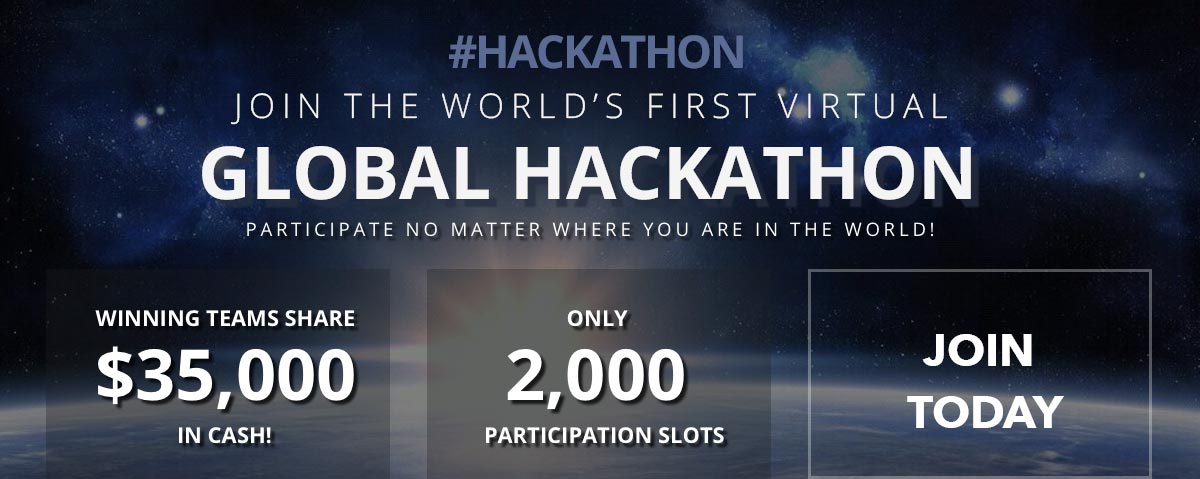 #HACKATHON
JOIN THE WORLD’S FIRST VIRTUAL
GLOBAL HACKATHON
PARTICIPATE NO MATTER WHERE YOU ARE IN THE WORLD!
WINNING TEAMS SHARE
$35,000
IN CASH!
ONLY
2,000
PARTICIPATION SLOTS
JOIN
TODAY